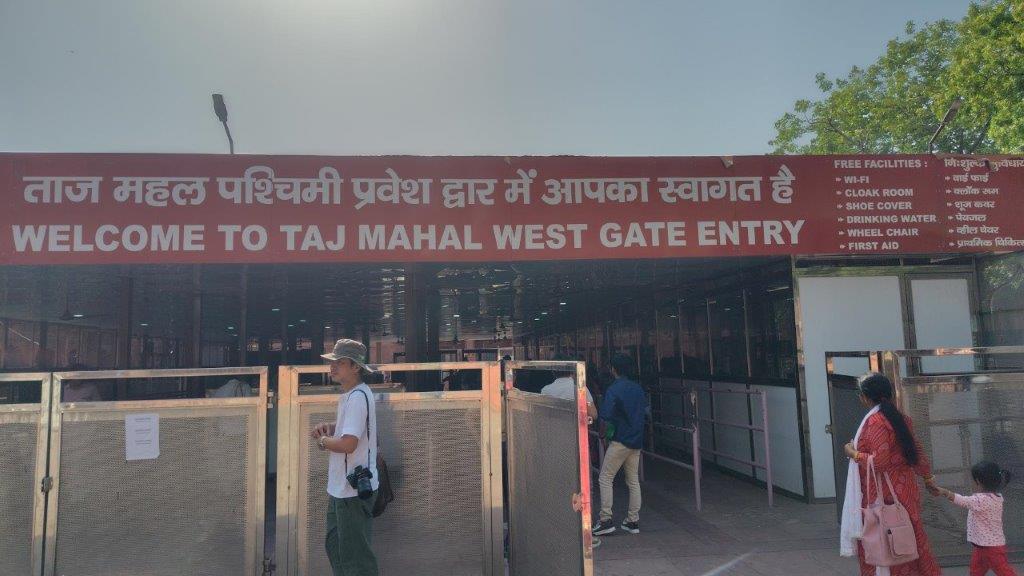 ताज महल पश्चिमी प्रवेश द्वार में आपका स्वागत है
WELCOME TO TAJ MAHAL WEST GATE ENTRY
FREE FACILITIES :
WI-FI
CLOAK ROOM
SHOE COVER
DRINKING WATER
WHEEL CHAIR
FIRST AID
वाई फाई
क्लॉक रूम
शूज कवर
पेयजल
व्हील चेयर
प्राथमिक